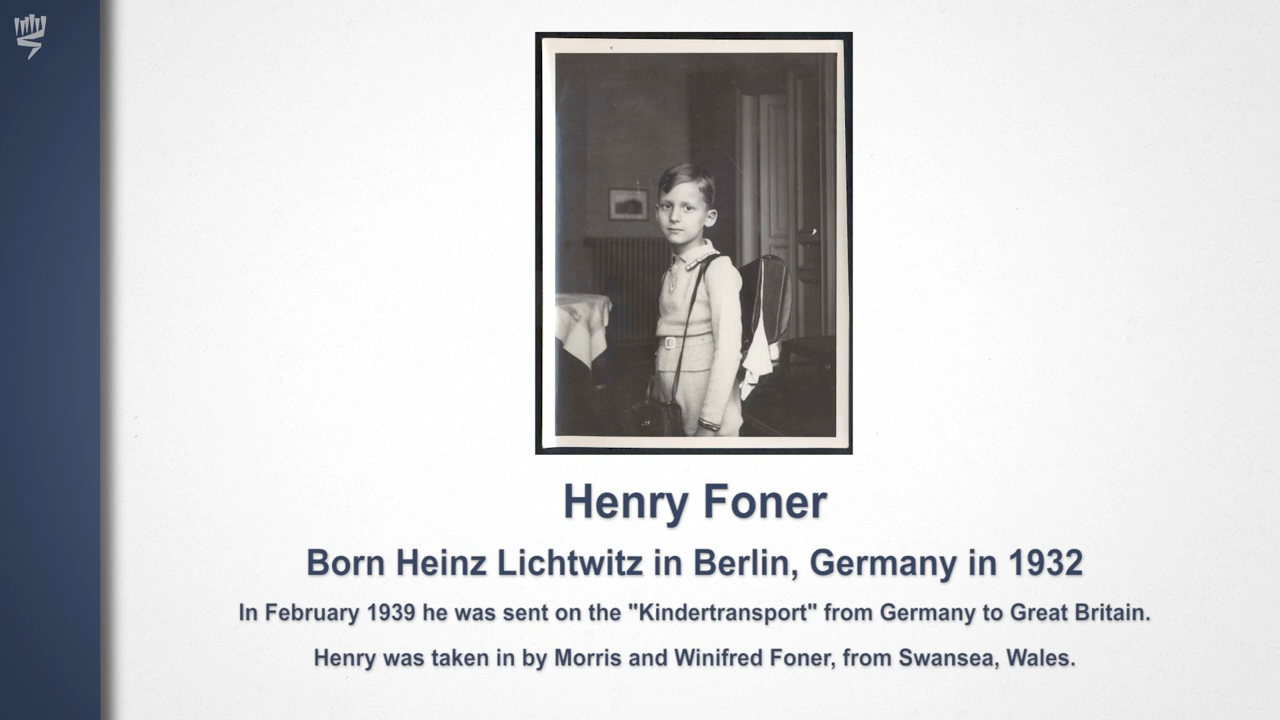 Henry Foner
Born Heinz Lichtwitz in Berlin, Germany in 1932
In February 1939 he was sent on the "Kindertransport" from Germany to Great Britain.
Henry was taken in by Morris and Winifred Foner, from Swansea, Wales.